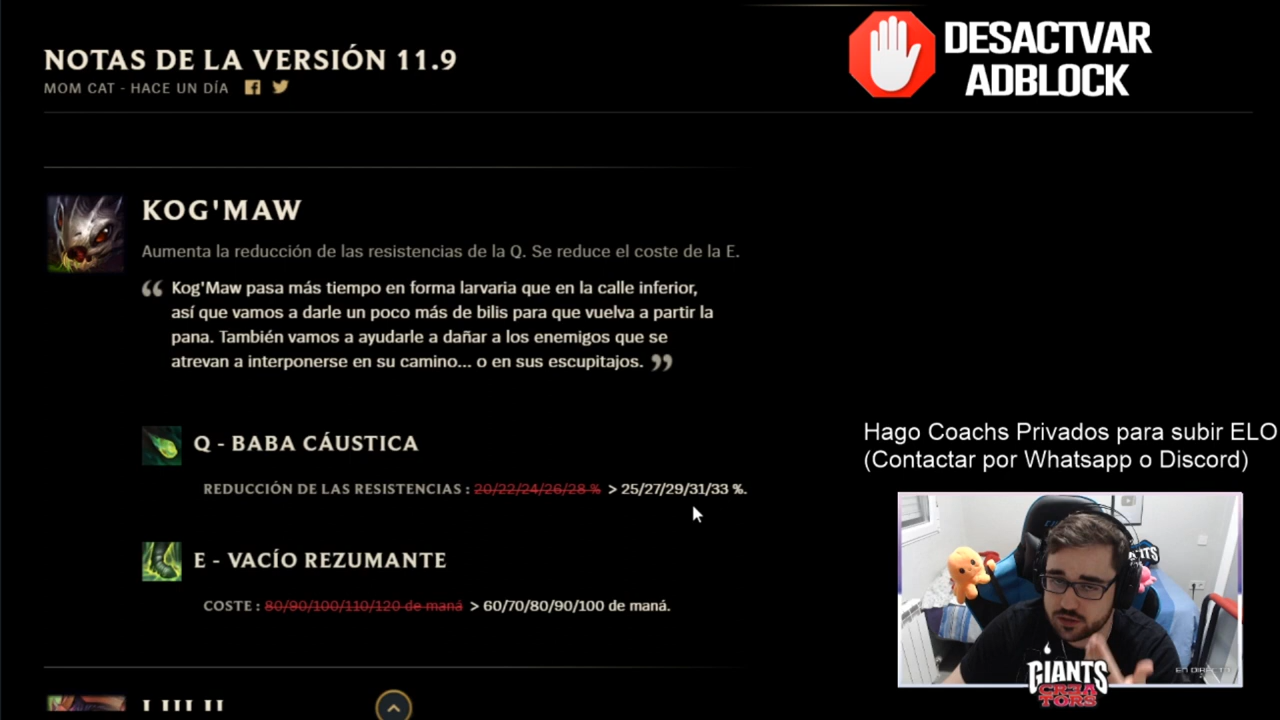 NOTAS DE LA VERSIÓN 11.9
MOM CAT - HACE UN DÍA
DESACTVAR
ADBLOCK
KOG'MAW
Aumenta la reducción de las resistencias de la Q. Se reduce el coste de la E.
“ Kog'Maw pasa más tiempo en forma larvaria que en la calle inferior,
así que vamos a darle un poco más de bilis para que vuelva a partir la
pana. También vamos a ayudarle a dañar a los enemigos que se
atrevan a interponerse en su camino... o en sus escupitajos. ”
Q - BABA CÁUSTICA
REDUCCIÓN DE LAS RESISTENCIAS : 20/22/24/26/28 % > 25/27/29/31/33 %.
E - VACÍO REZUMANTE
COSTE : 80/90/100/110/120 de maná > 60/70/80/90/100 de maná.
Hago Coachs Privados para subir ELO
(Contactar por Whatsapp o Discord)
EN DIRECTO
GIANTS
CREA
TORS